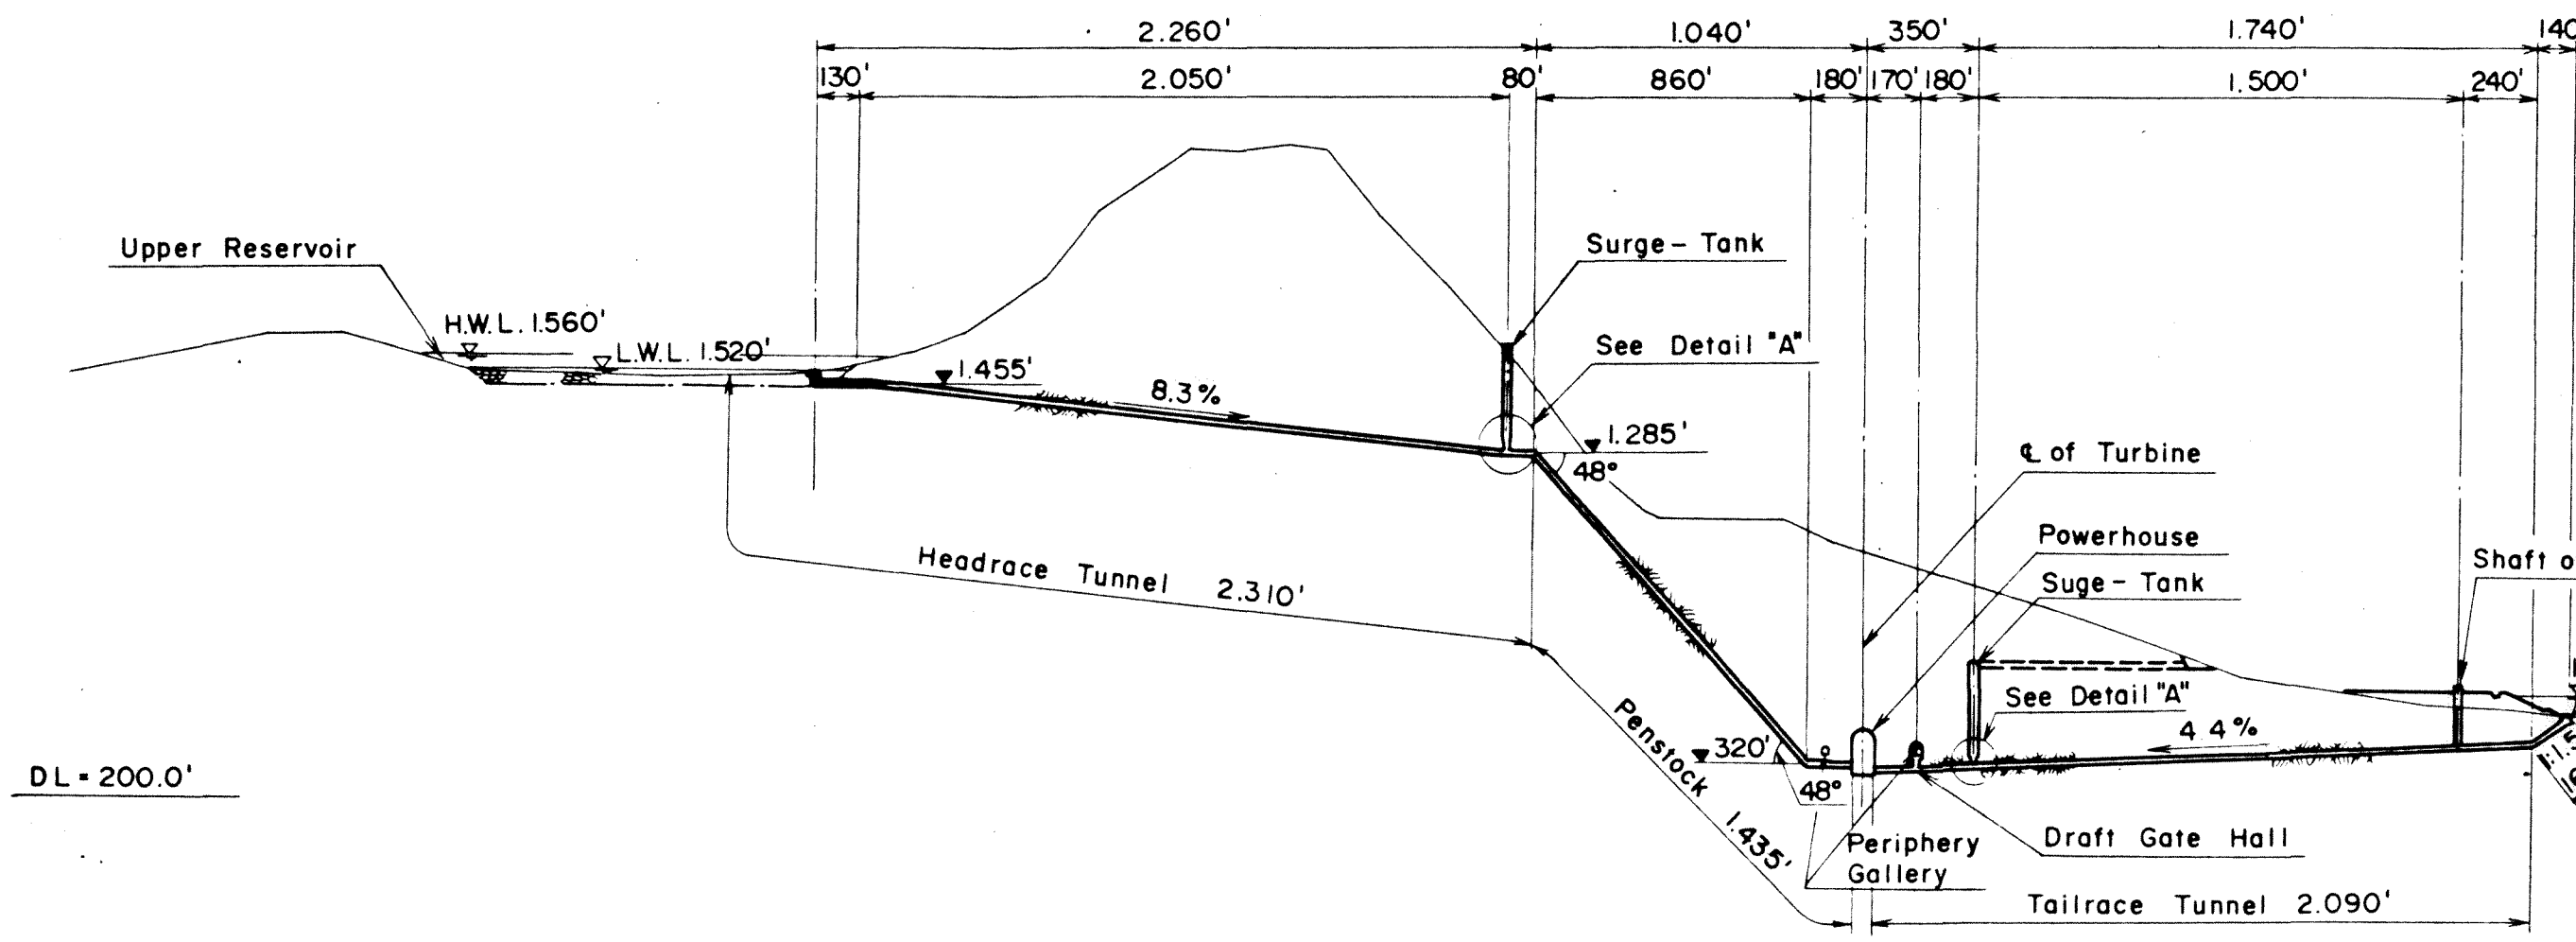 2.260' 1.040' 350' 1.740' 140
130' 2.050' 80' 860' 180' 170' 180' 1.500' 240'
Upper Reservoir
Surge-Tank
H.W.L. 1.560'
L.W.L. 1.520'
See Detail "A"
1.455'
8.3%
1.285'
48°
℄ of Turbine
Headrace Tunnel 2.310'
Powerhouse
Shaft o
Suge-Tank
See Detail "A"
Penstock 1.435'
320'
4.4%
DL = 200.0'
48°
Periphery
Gallery
Draft Gate Hall
Tailrace Tunnel 2.090'